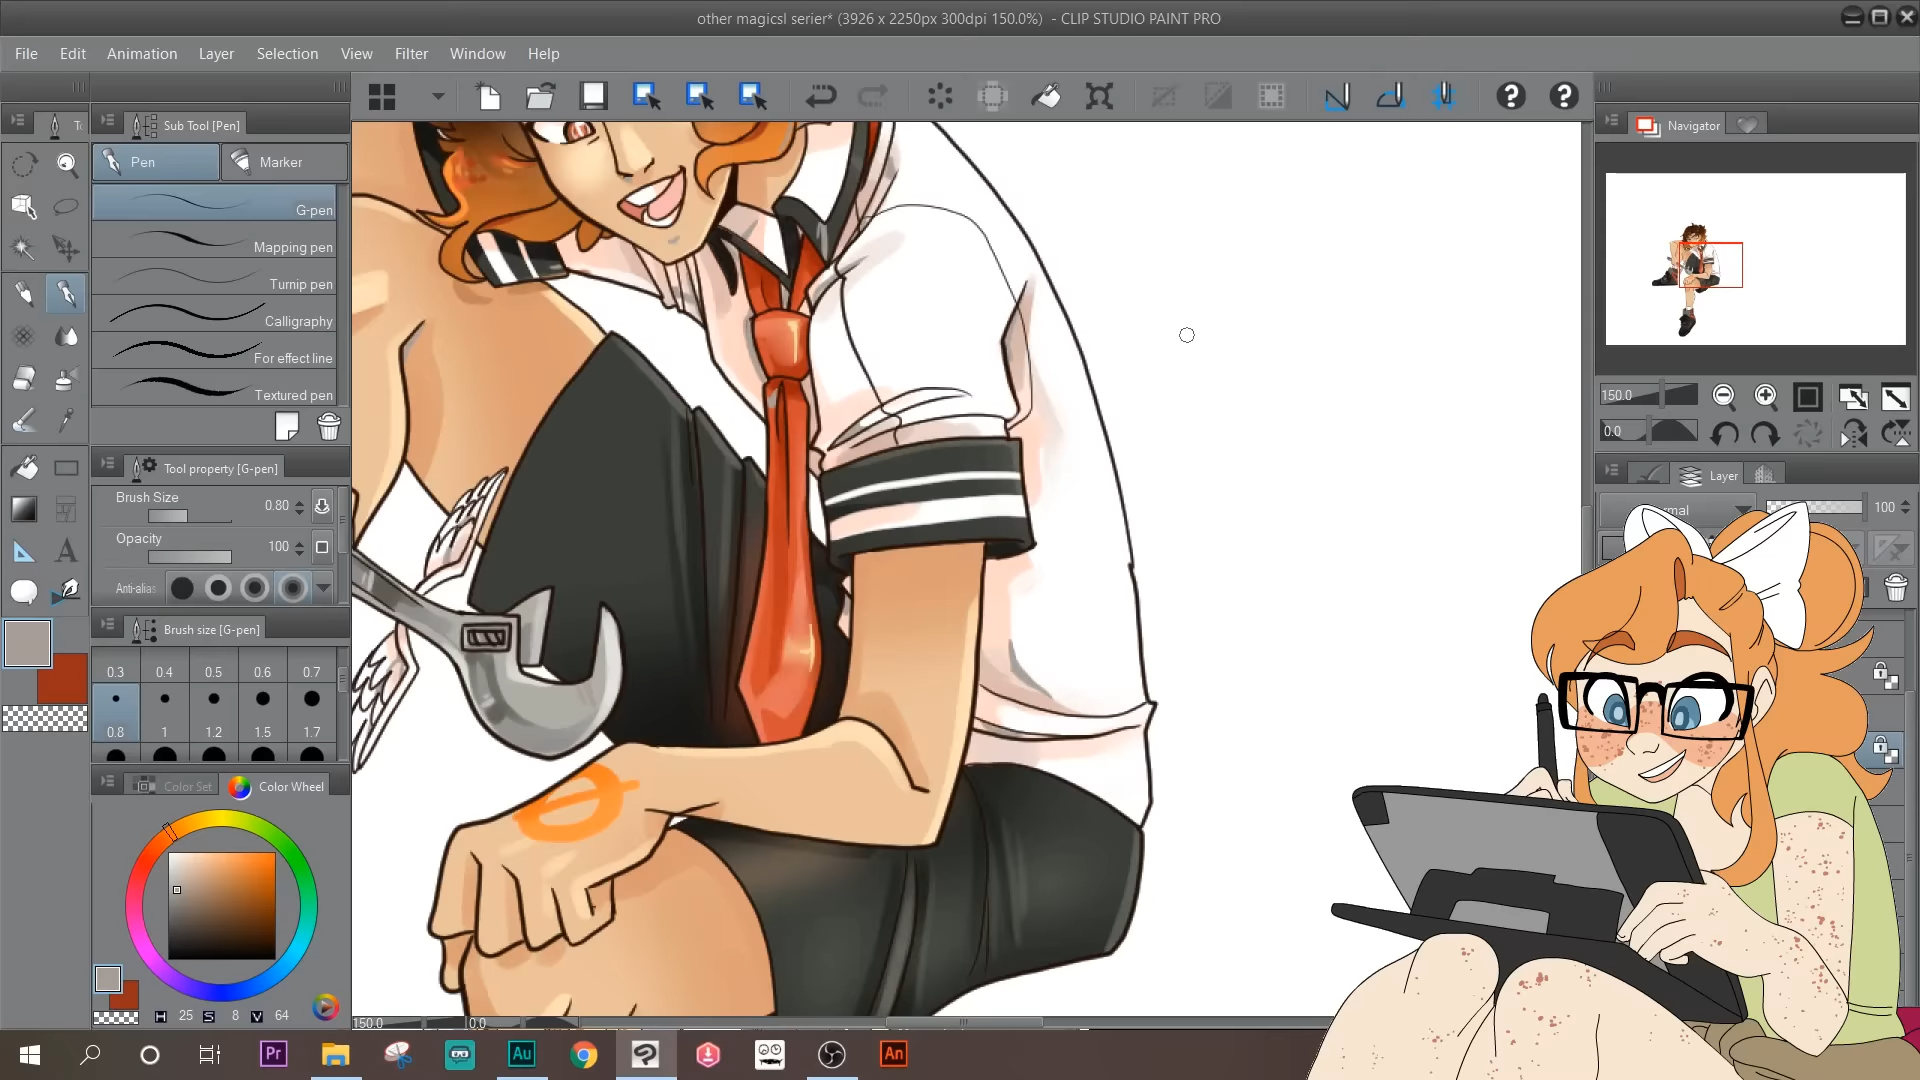 other magicsl serier* (3926 x 2250px 300dpi 150.0%) - CLIP STUDIO PAINT PRO
File Edit Animation Layer Selection View Filter Window Help
Sub Tool [Pen]
Pen Marker
G-pen
Mapping pen
Turnip pen
Calligraphy
For effect line
Textured pen
Tool property [G-pen]
Brush Size 0.80
Opacity 100
Anti-alias
Brush size [G-pen]
0.3 0.4 0.5 0.6 0.7
0.8 1 1.2 1.5 1.7
Color Set Color Wheel
H 25 S 8 V 64
150.0 0.0
Navigator
150.0
0.0
Layer
100
Pr Au An